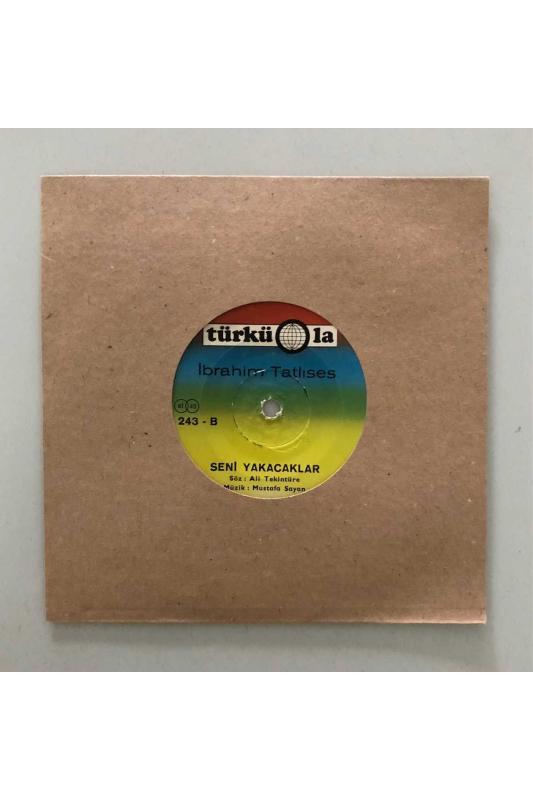 türkü la
İbrahim Tatlıses
243 - B
SENİ YAKACAKLAR
Söz : Ali Tekintüre
Müzik : Mustafa Sayan